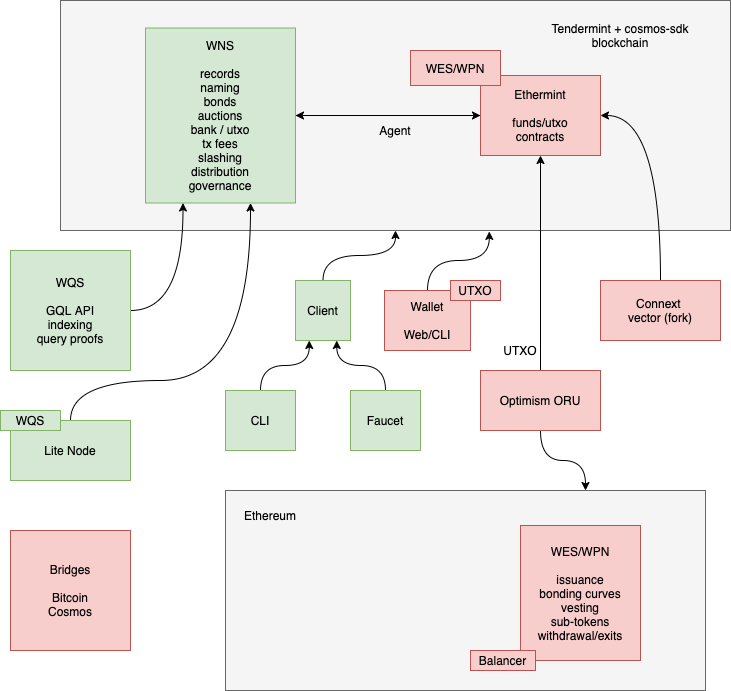 Tendermint + cosmos-sdk
blockchain
WNS
records
naming
bonds
auctions
bank / utxo
tx fees
slashing
distribution
governance
Agent
WES/WPN
Ethermint
funds/utxo
contracts
WQS
GQL API
indexing
query proofs
Client
Wallet
Web/CLI
UTXO
Connext
vector (fork)
UTXO
WQS
Lite Node
CLI
Faucet
Optimism ORU
Ethereum
Bridges
Bitcoin
Cosmos
WES/WPN
issuance
bonding curves
vesting
sub-tokens
withdrawal/exits
Balancer